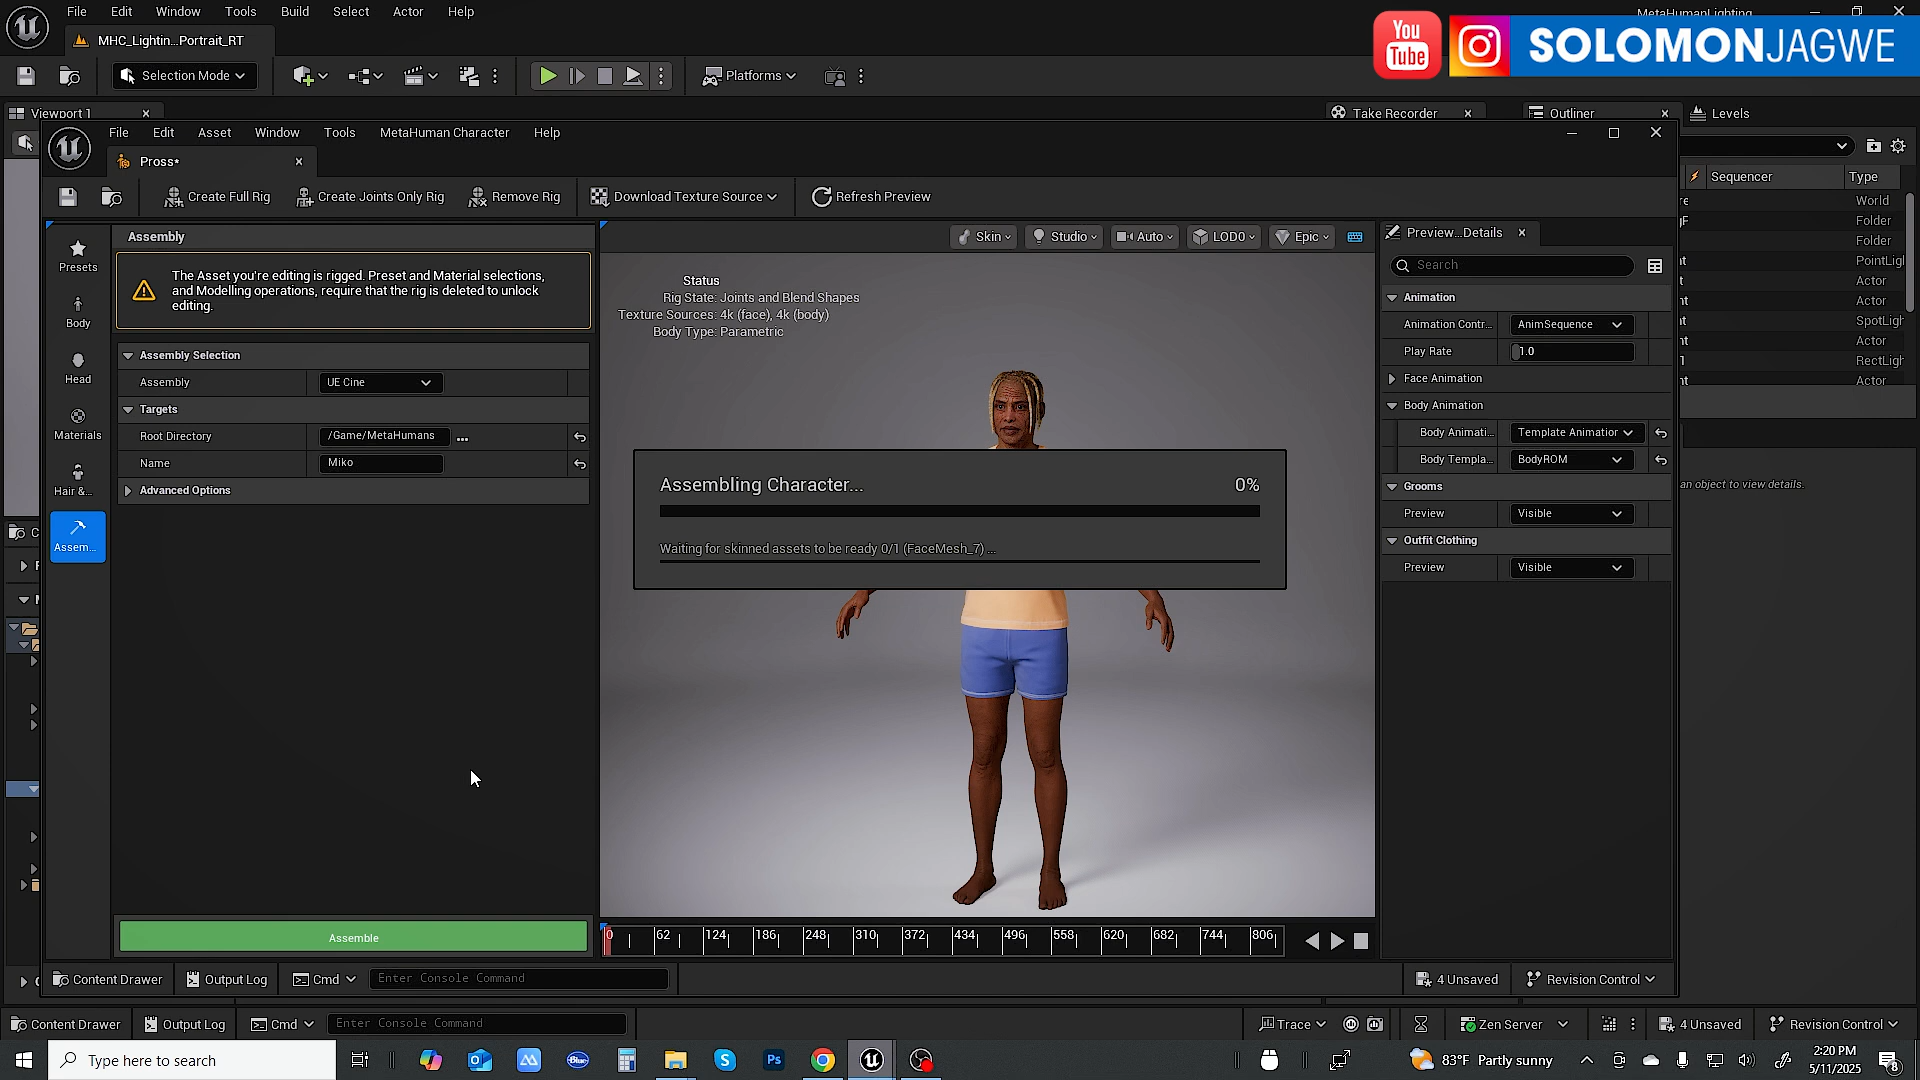 File Edit Window Tools Build Select Actor Help
MetaHumanLighting
MHC_Lightin...Portrait_RT
Selection Mode
Platforms
You
Tube
SOLOMONJAGWE
Viewport 1
Take Recorder
Outliner
Levels
File Edit Asset Window Tools MetaHuman Character Help
Pross*
Create Full Rig
Create Joints Only Rig
Remove Rig
Download Texture Source
Refresh Preview
Sequencer
Type
World
Folder
Folder
PointLigh
Actor
Actor
SpotLigh
Actor
RectLigh
Actor
an object to view details.
Presets
Body
Head
Materials
Hair &...
Assem...
Assembly
The Asset you're editing is rigged. Preset and Material selections,
and Modelling operations, require that the rig is deleted to unlock
editing.
Assembly Selection
Assembly
UE Cine
Targets
Root Directory
/Game/MetaHumans
...
Name
Miko
Advanced Options
Assemble
Skin
Studio
Auto
LOD0
Epic
Status
Rig State: Joints and Blend Shapes
Texture Sources: 4k (face), 4k (body)
Body Type: Parametric
Assembling Character...
0%
Waiting for skinned assets to be ready 0/1 (FaceMesh_7) ...
0 62 124 186 248 310 372 434 496 558 620 682 744 806
Preview...Details
Search
Animation
Animation Contr...
AnimSequence
Play Rate
1.0
Face Animation
Body Animation
Body Animati...
Template Animation
Body Templa...
BodyROM
Grooms
Preview
Visible
Outfit Clothing
Preview
Visible
Content Drawer
Output Log
Cmd
Enter Console Command
4 Unsaved
Revision Control
Content Drawer
Output Log
Cmd
Enter Console Command
Trace
Zen Server
4 Unsaved
Revision Control
Type here to search
Blue
Ps
83°F Partly sunny
2:20 PM
5/11/2025
8